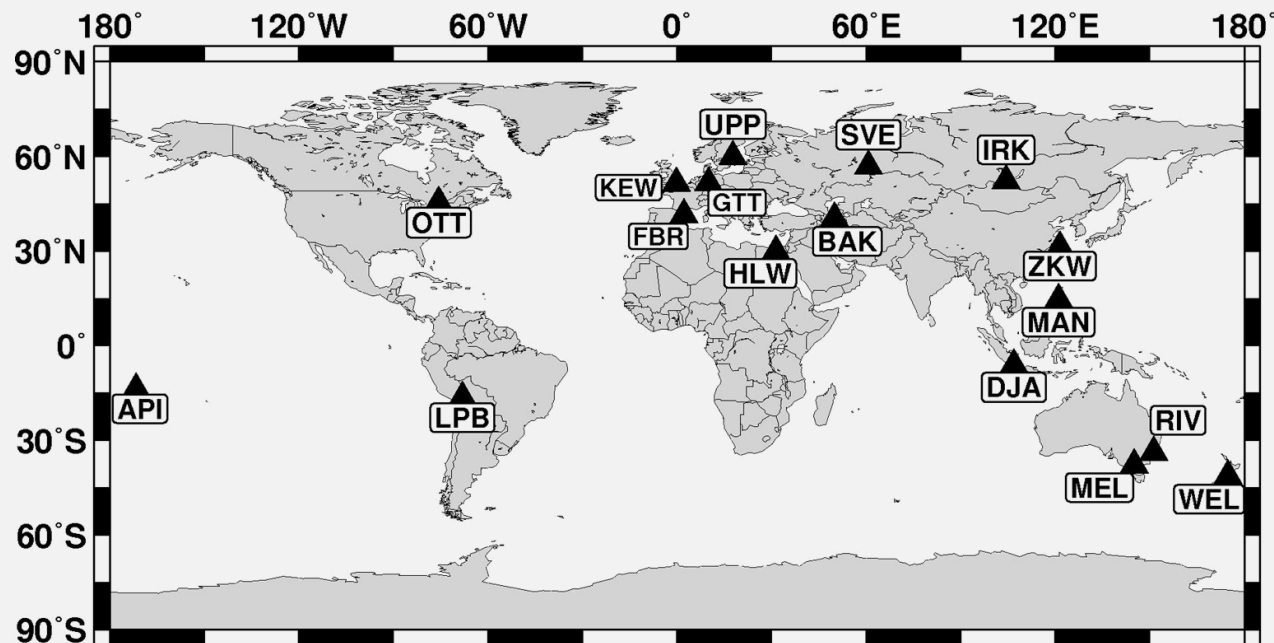 180° 120°W 60°W 0° 60°E 120°E 180°
90°N
60°N
30°N
0°
30°S
60°S
90°S
UPP
SVE
IRK
KEW
GTT
OTT
FBR
BAK
HLW
ZKW
MAN
DJA
API
LPB
RIV
MEL
WEL